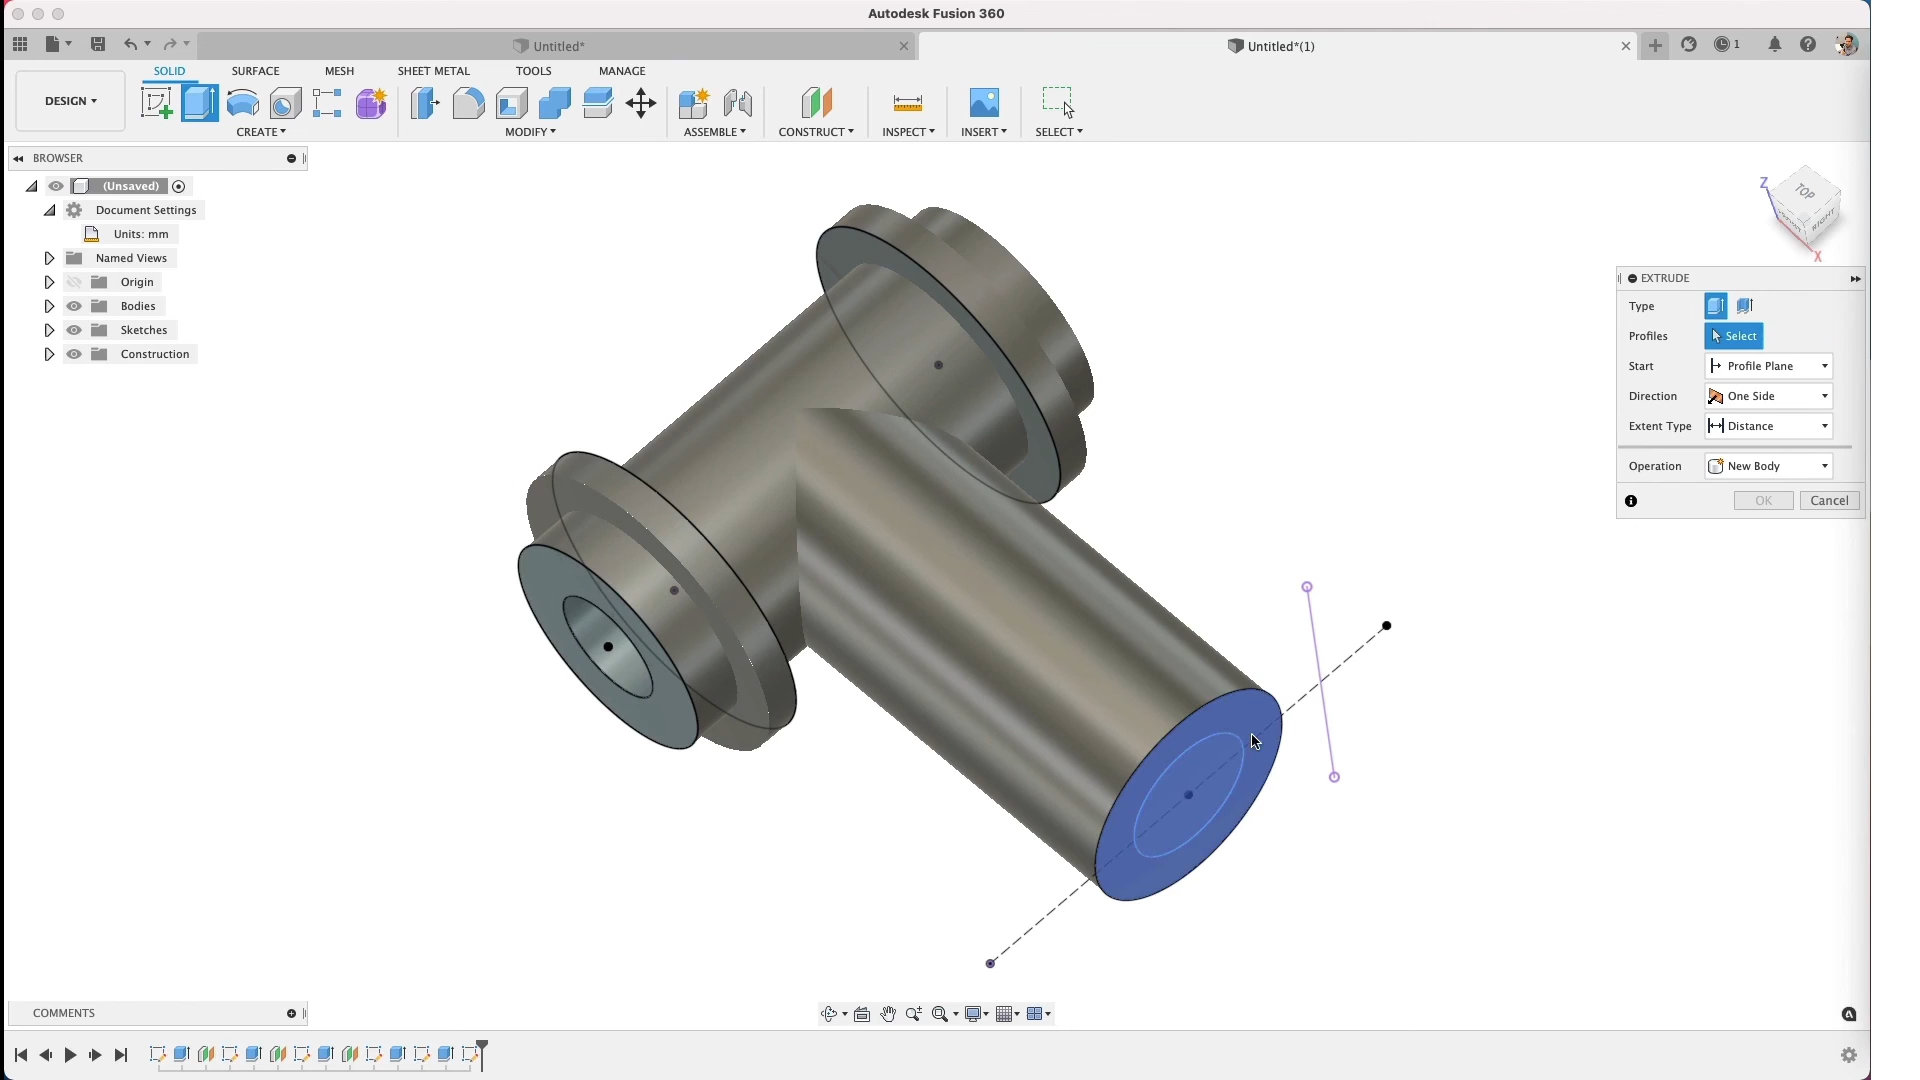 Autodesk Fusion 360
Untitled*
Untitled*(1)
1
DESIGN
SOLID
SURFACE
MESH
SHEET METAL
TOOLS
MANAGE
CREATE
MODIFY
ASSEMBLE
CONSTRUCT
INSPECT
INSERT
SELECT
BROWSER
(Unsaved)
Document Settings
Units: mm
Named Views
Origin
Bodies
Sketches
Construction
Z
TOP
RIGHT
X
EXTRUDE
Type
Profiles
Select
Start
Profile Plane
Direction
One Side
Extent Type
Distance
Operation
New Body
OK
Cancel
COMMENTS